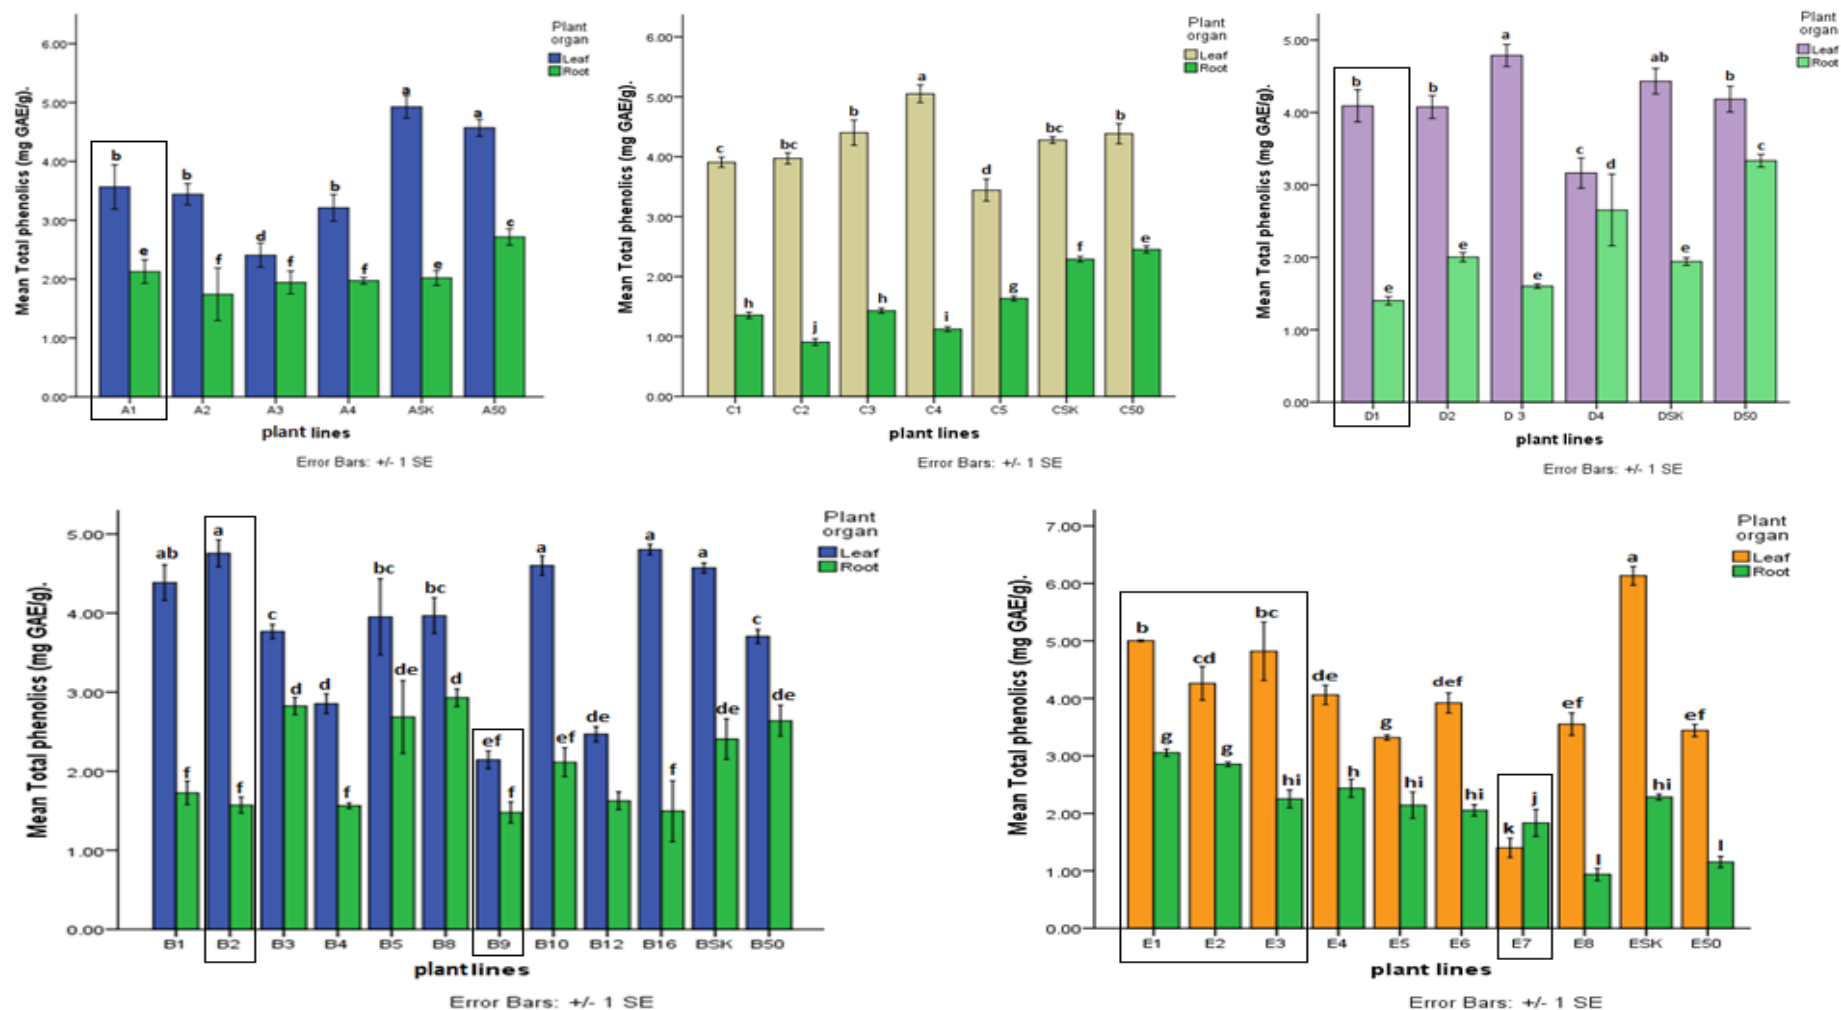 Plant
organ
Leaf
Root
Mean Total phenolics (mg GAE/g).
6.00
5.00
4.00
3.00
2.00
1.00
0.00
b
e
b
f
d
f
b
f
a
e
a
c
A1 A2 A3 A4 ASK A50
plant lines
Error Bars: +/- 1 SE
Plant
organ
Leaf
Root
Mean Total phenolics (mg GAE/g).
6.00
5.00
4.00
3.00
2.00
1.00
0.00
c
h
bc
j
b
h
a
i
d
g
bc
f
b
e
C1 C2 C3 C4 C5 CSK C50
plant lines
Error Bars: +/- 1 SE
Plant
organ
Leaf
Root
Mean Total phenolics (mg GAE/g).
5.00
4.00
3.00
2.00
1.00
0.00
b
e
b
e
a
e
c
d
ab
e
b
c
D1 D2 D 3 D4 DSK D50
plant lines
Error Bars: +/- 1 SE
Plant
organ
Leaf
Root
Mean Total phenolics (mg GAE/g).
5.00
4.00
3.00
2.00
1.00
0.00
ab
f
a
f
c
d
d
f
bc
de
bc
d
ef
f
a
ef
de
a
f
a
de
c
de
B1 B2 B3 B4 B5 B8 B9 B10 B12 B16 BSK B50
plant lines
Error Bars: +/- 1 SE
Plant
organ
Leaf
Root
Mean Total phenolics (mg GAE/g).
7.00
6.00
5.00
4.00
3.00
2.00
1.00
0.00
b
g
cd
g
bc
hi
de
h
g
hi
def
hi
k
j
ef
l
a
hi
ef
l
E1 E2 E3 E4 E5 E6 E7 E8 ESK E50
plant lines
Error Bars: +/- 1 SE